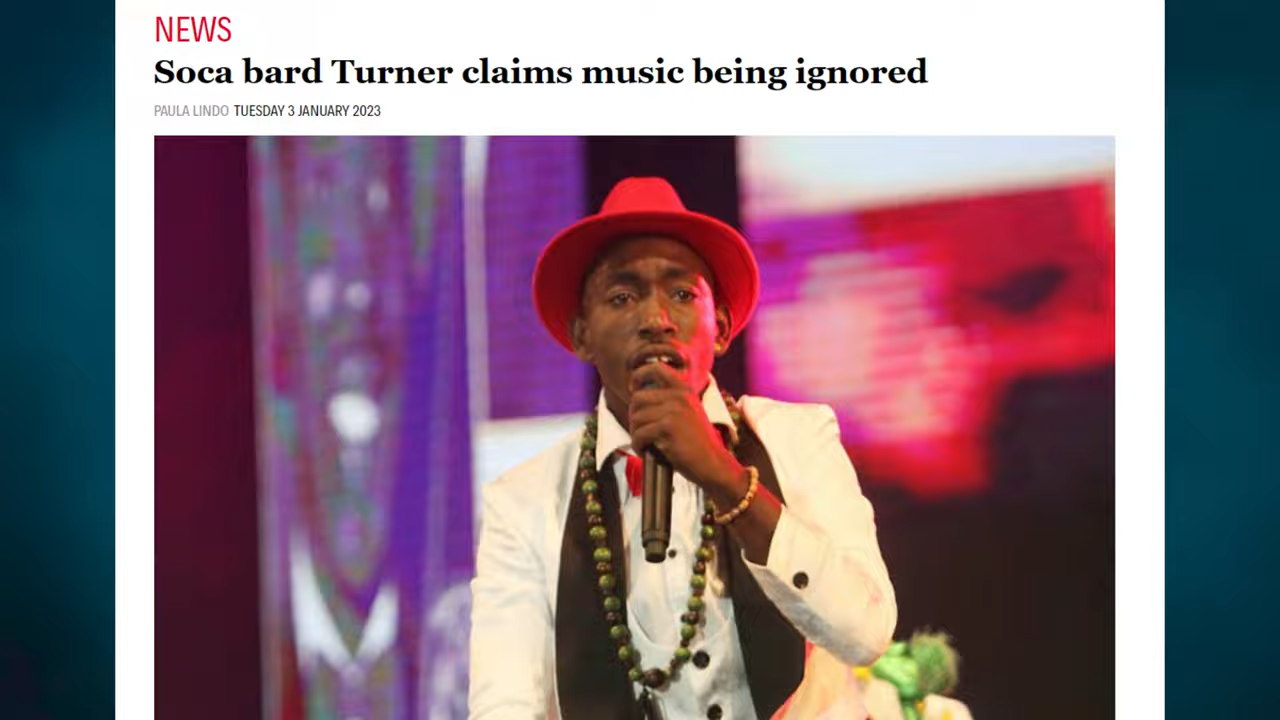 NEWS
Soca bard Turner claims music being ignored
PAULA LINDO TUESDAY 3 JANUARY 2023